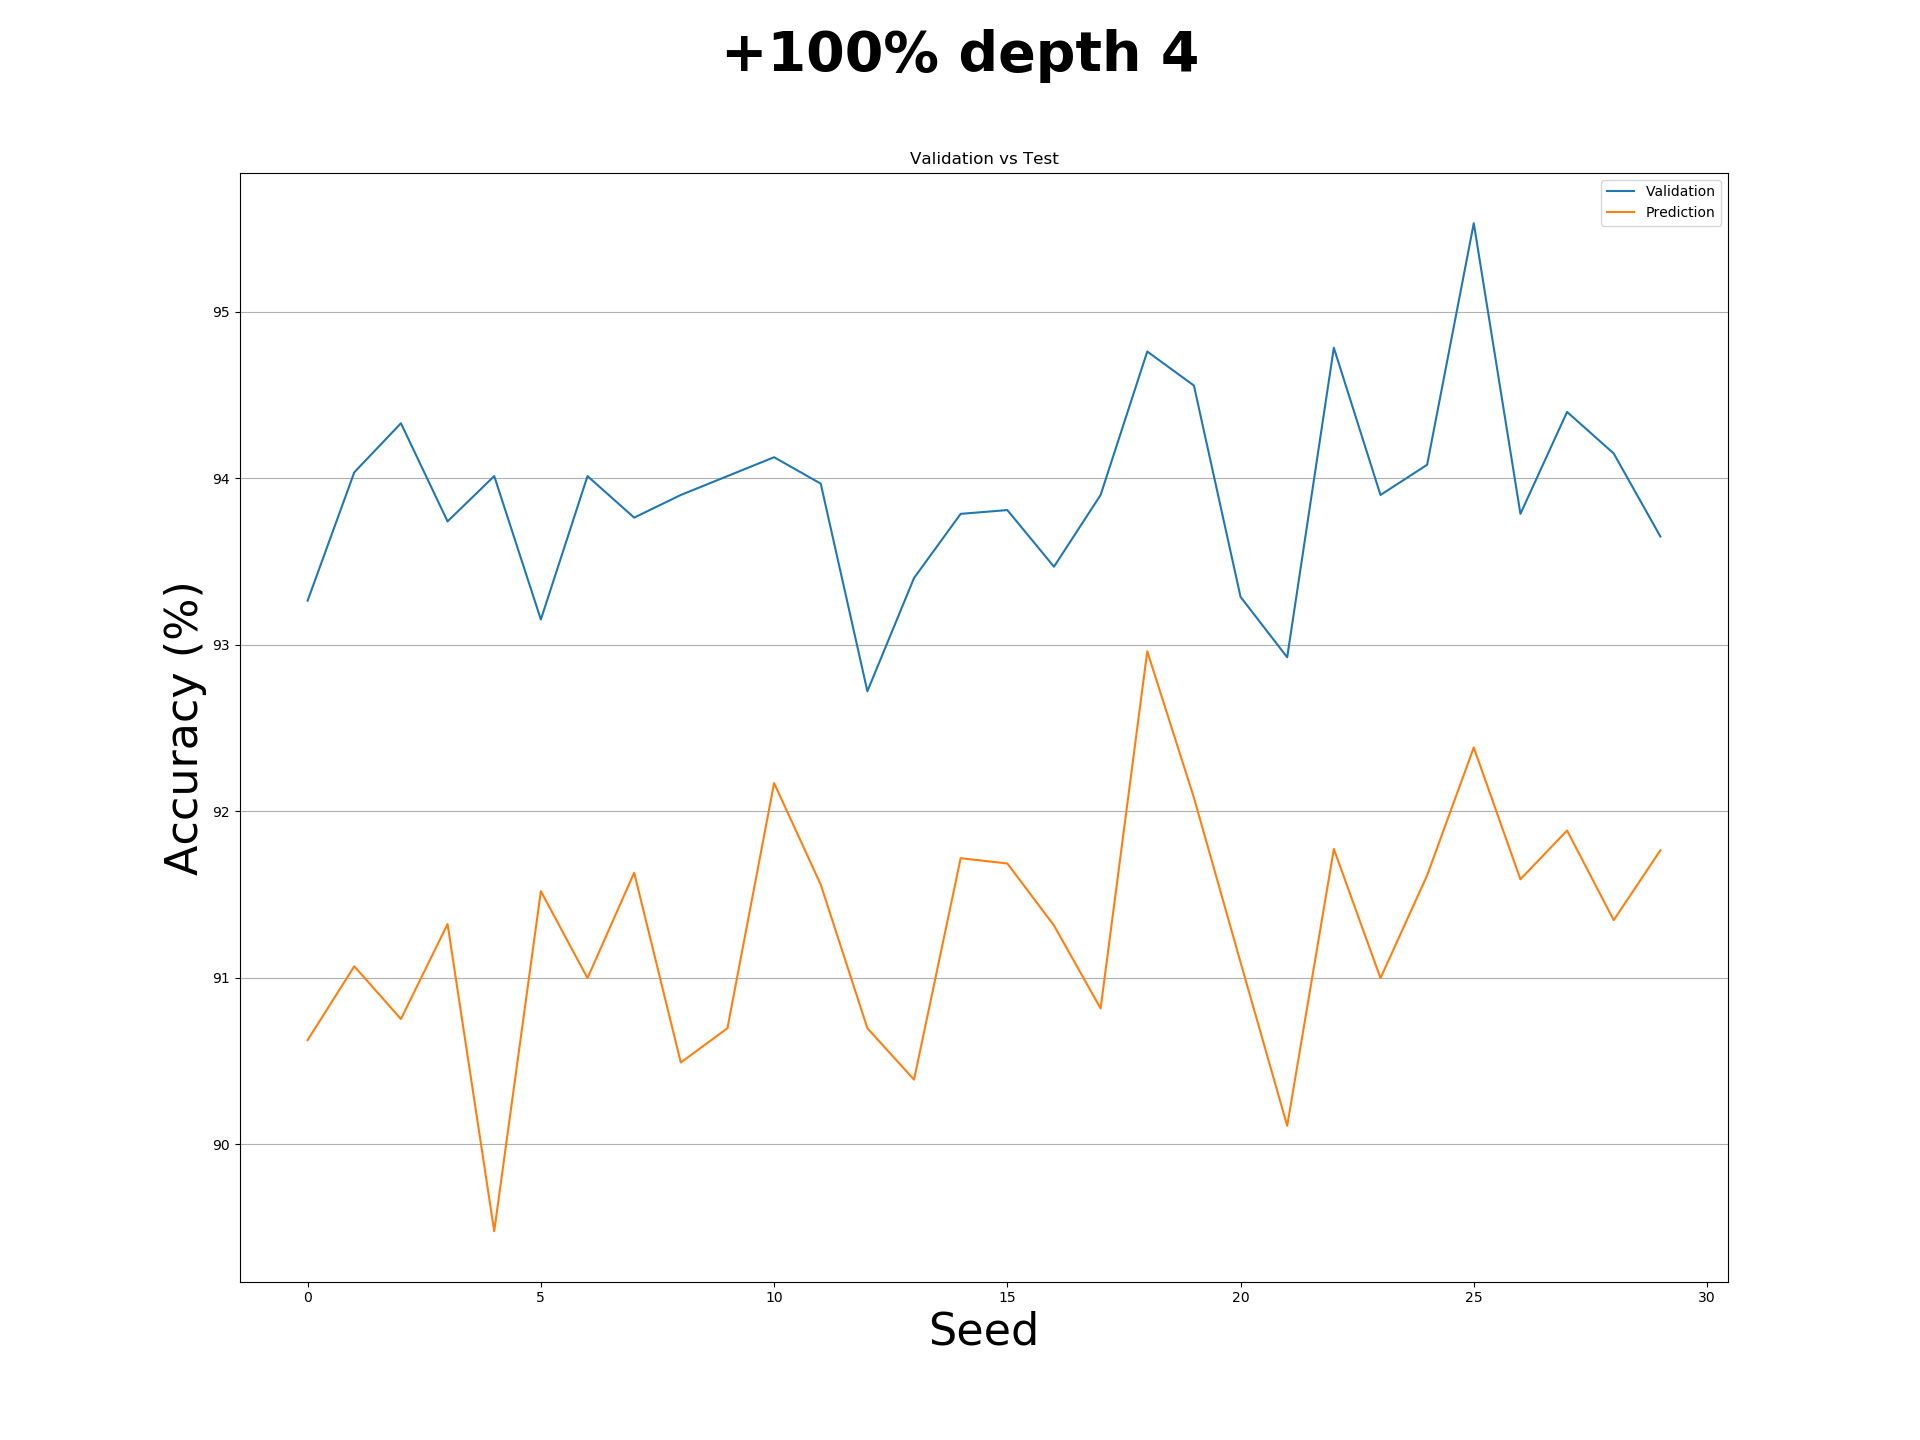 +100% depth 4
Validation vs Test
Validation
Prediction
95
94
93
92
91
90
Accuracy (%)
0 5 10 15 20 25 30
Seed